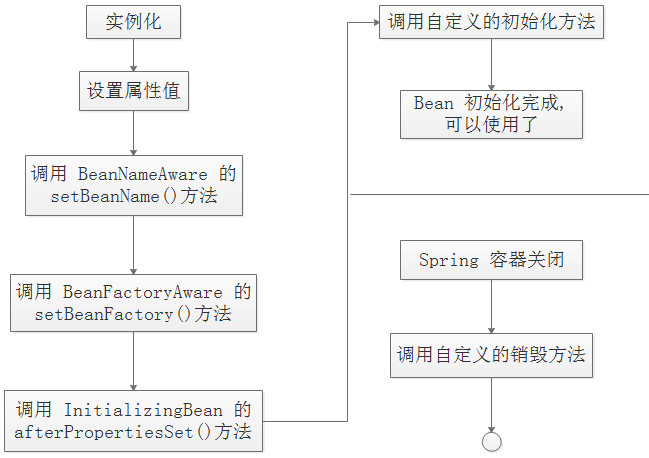 实例化
设置属性值
调用 BeanNameAware 的
setBeanName()方法
调用 BeanFactoryAware 的
setBeanFactory()方法
调用 InitializingBean 的
afterPropertiesSet()方法
调用自定义的初始化方法
Bean 初始化完成,
可以使用了
Spring 容器关闭
调用自定义的销毁方法